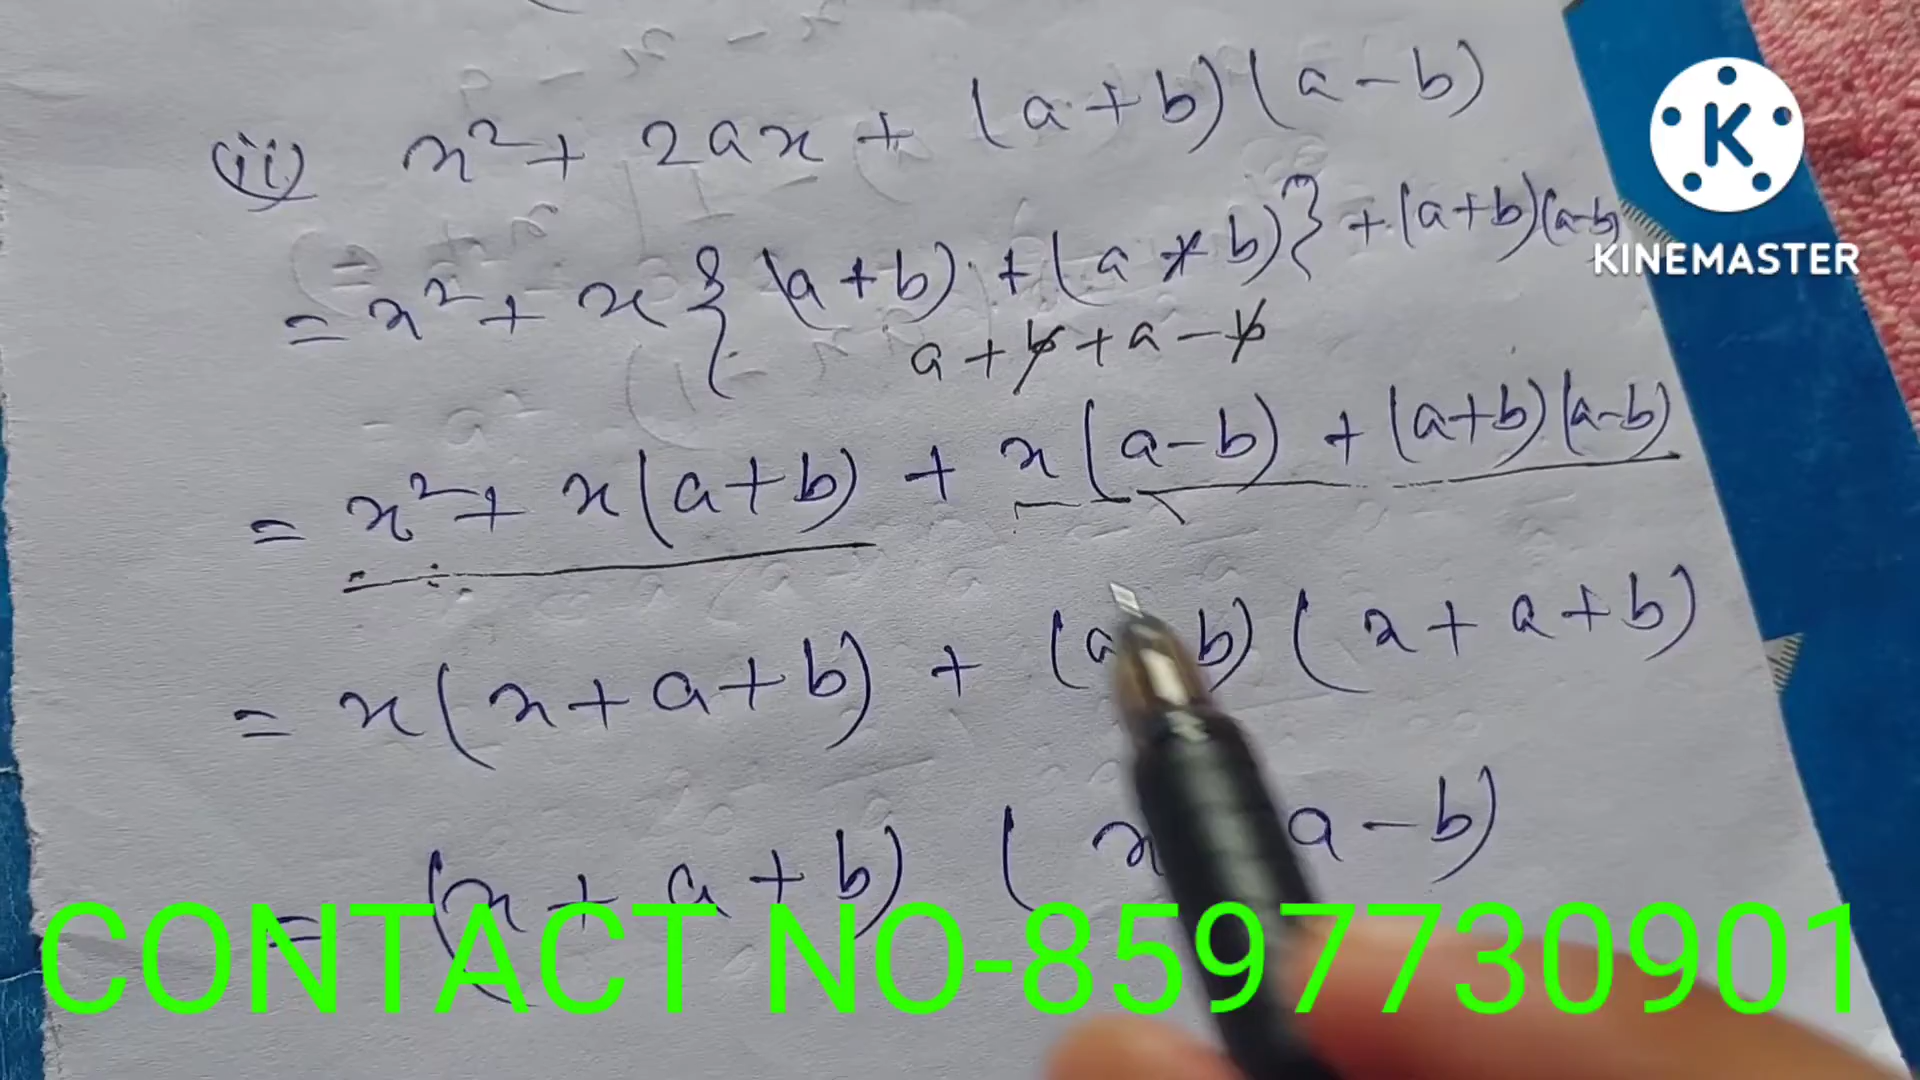 (ii) x² + 2ax + (a+b)(a-b)
= x² + x{(a+b) + (a-b)} + (a+b)(a-b)
a + b + a - b
= x² + x(a+b) + x(a-b) + (a+b)(a-b)
= x(x+a+b) + (a b)(x+a+b)
= (x+a+b)(x a-b)
K
KINEMASTER
CONTACT NO-8597730901